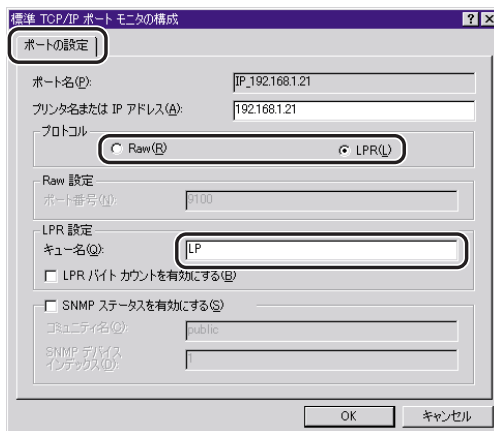 標準 TCP/IP ポート モニタの構成
ポートの設定
ポート名(P): IP_192.168.1.21
プリンタ名または IP アドレス(A): 192.168.1.21
プロトコル
Raw(R) LPR(L)
Raw 設定
ポート番号(N): 9100
LPR 設定
キュー名(Q): LP
LPR バイト カウントを有効にする(B)
SNMP ステータスを有効にする(S)
コミュニティ名(C): public
SNMP デバイス
インデックス(D): 1
OK キャンセル